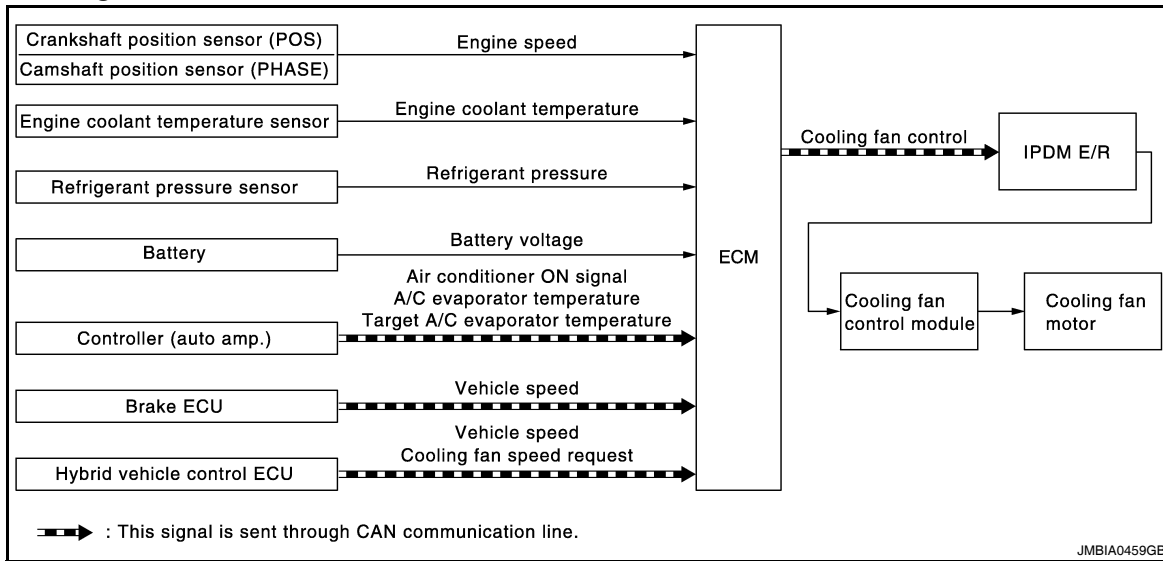 Crankshaft position sensor (POS)
Camshaft position sensor (PHASE)
Engine speed
Engine coolant temperature sensor
Engine coolant temperature
Refrigerant pressure sensor
Refrigerant pressure
Battery
Battery voltage
Controller (auto amp.)
Air conditioner ON signal
A/C evaporator temperature
Target A/C evaporator temperature
Brake ECU
Vehicle speed
Hybrid vehicle control ECU
Vehicle speed
Cooling fan speed request
ECM
Cooling fan control
IPDM E/R
Cooling fan
control module
Cooling fan
motor
: This signal is sent through CAN communication line.
JMBIA0459GB